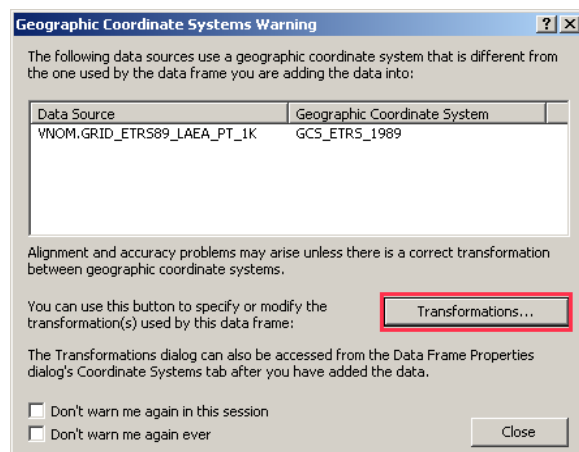 Geographic Coordinate Systems Warning
The following data sources use a geographic coordinate system that is different from
the one used by the data frame you are adding the data into:
Data Source Geographic Coordinate System
VNOM.GRID_ETRS89_LAEA_PT_1K GCS_ETRS_1989
Alignment and accuracy problems may arise unless there is a correct transformation
between geographic coordinate systems.
You can use this button to specify or modify the
transformation(s) used by this data frame:
Transformations...
The Transformations dialog can also be accessed from the Data Frame Properties
dialog's Coordinate Systems tab after you have added the data.
Don't warn me again in this session
Don't warn me again ever
Close